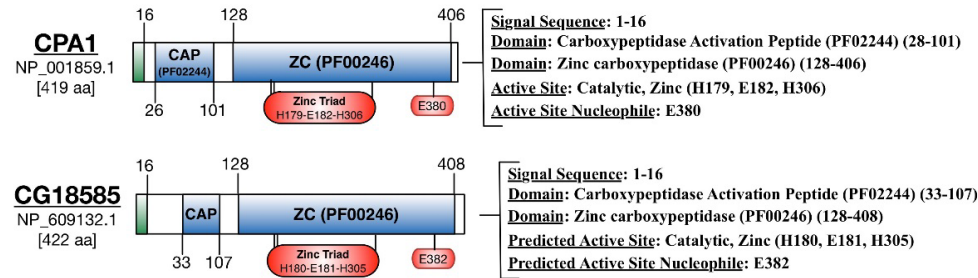 16 128 406
CPA1
NP_001859.1
[419 aa]
CAP
(PF02244)
ZC (PF00246)
26 101
Zinc Triad
H179-E182-H306
E380
Signal Sequence: 1-16
Domain: Carboxypeptidase Activation Peptide (PF02244) (28-101)
Domain: Zinc carboxypeptidase (PF00246) (128-406)
Active Site: Catalytic, Zinc (H179, E182, H306)
Active Site Nucleophile: E380
16 128 408
CG18585
NP_609132.1
[422 aa]
CAP
ZC (PF00246)
33 107
Zinc Triad
H180-E181-H305
E382
Signal Sequence: 1-16
Domain: Carboxypeptidase Activation Peptide (PF02244) (33-107)
Domain: Zinc carboxypeptidase (PF00246) (128-408)
Predicted Active Site: Catalytic, Zinc (H180, E181, H305)
Predicted Active Site Nucleophile: E382